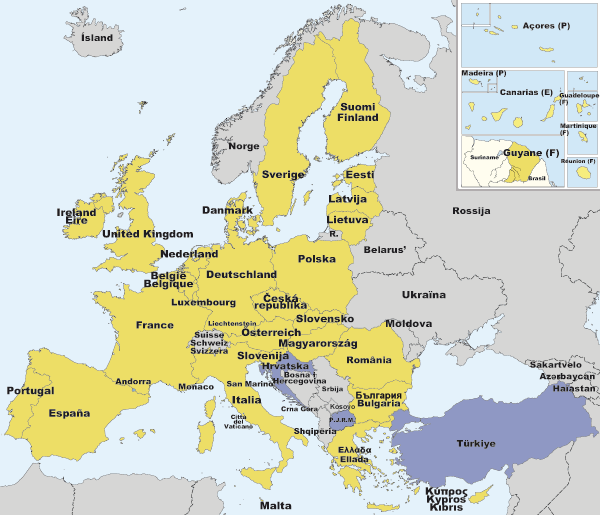 Ísland
Açores (P)
Madeira (P)
Canarias (E)
Guadeloupe
(F)
Martinique
(F)
Guyane (F)
Suriname
Brasil
Réunion (F)
Suomi
Finland
Norge
Sverige
Eesti
Latvija
Lietuva
R.
Rossija
Danmark
Ireland
Éire
United Kingdom
Nederland
België
Belgique
Deutschland
Polska
Belarus'
Luxembourg
Česká
republika
Ukraïna
Slovensko
France
Liechtenstein
Österreich
Moldova
Suisse
Schweiz
Svizzera
Magyarország
Slovenija
România
Hrvatska
Bosna i
Hercegovina
Sakartvelo
Azərbaycan
Haïastan
Andorra
Monaco
San Marino
Srbija
Portugal
España
Italia
Città
del
Vaticano
Crna Gora
Kosovo
България
Bulgaria
P.J.R.M.
Shqipëria
Türkiye
Ελλάδα
Ellada
Malta
Κύπρος
Kypros
Kıbrıs